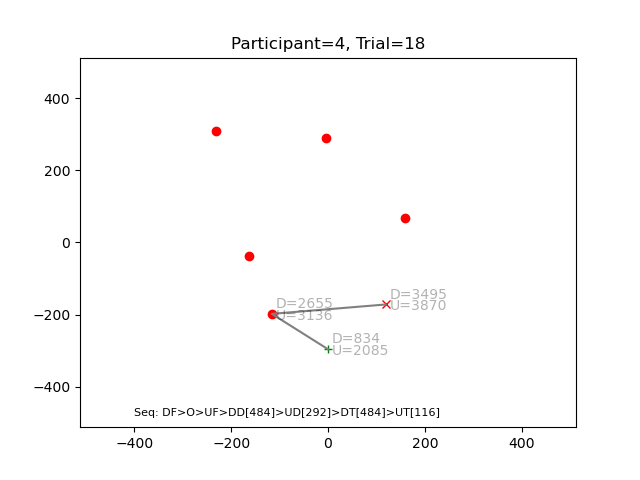 Participant=4, Trial=18
400
200
0
−200
−400
D=2655
U=3136
D=3495
U=3870
D=834
U=2085
Seq: DF>O>UF>DD[484]>UD[292]>DT[484]>UT[116]
−400 −200 0 200 400